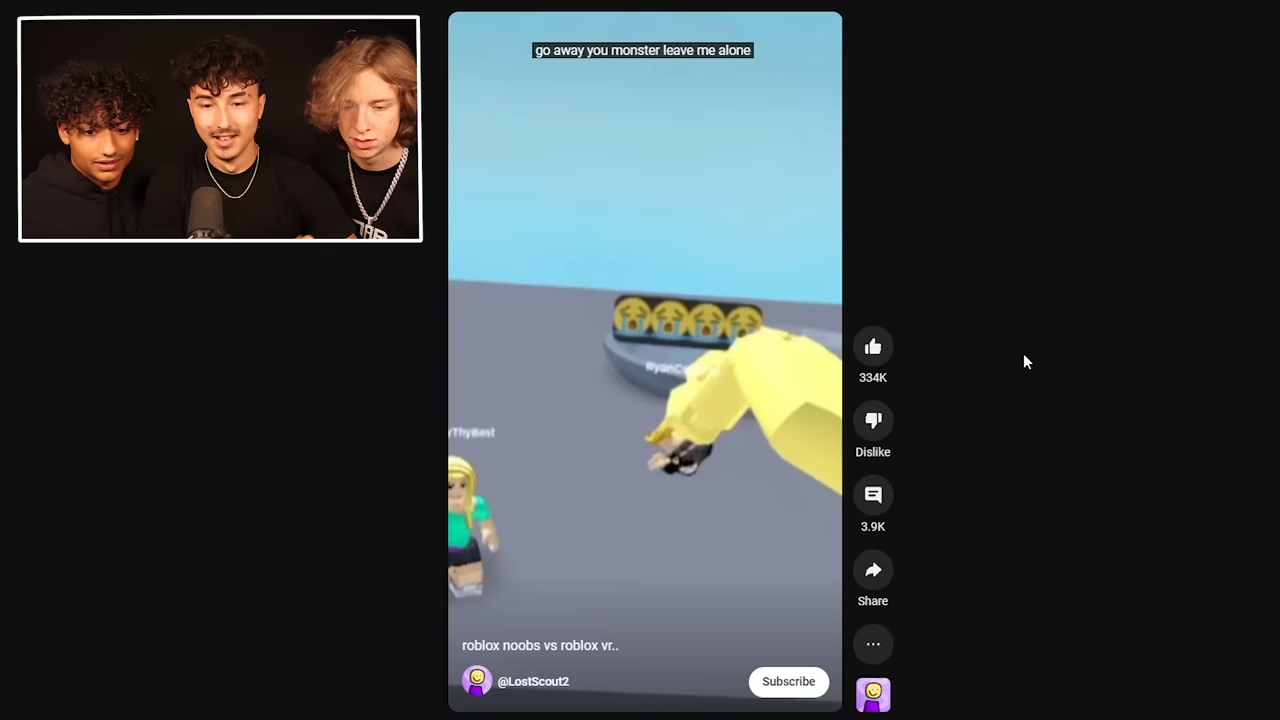 go away you monster leave me alone
yThyBest
334K
Dislike
3.9K
Share
roblox noobs vs roblox vr..
@LostScout2
Subscribe